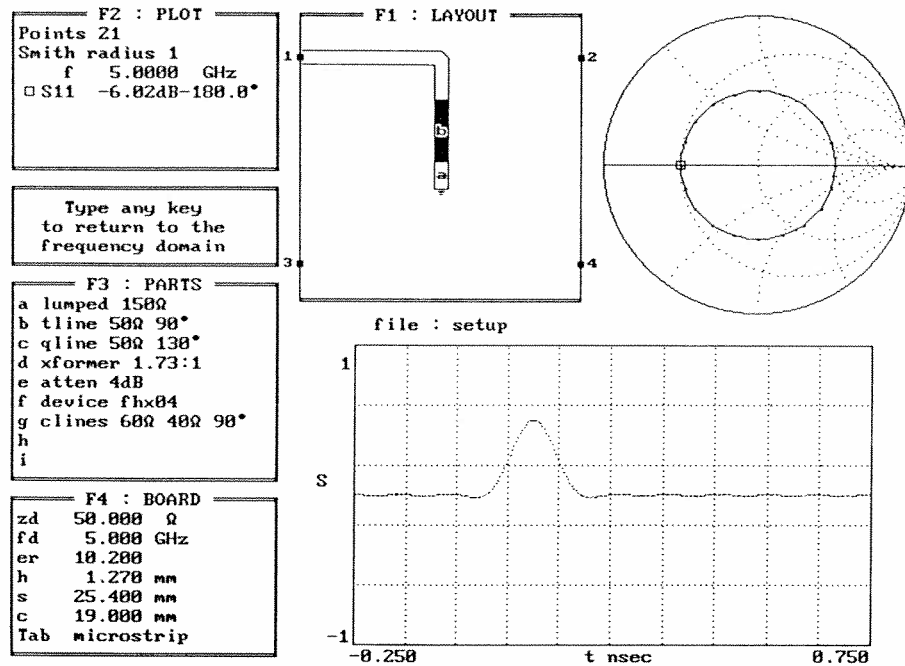 F2 : PLOT
Points 21
Smith radius 1
f 5.0000 GHz
□ S11 -6.02dB-180.0°
Type any key
to return to the
frequency domain
F3 : PARTS
a lumped 150Ω
b tline 50Ω 90°
c qline 50Ω 130°
d xformer 1.73:1
e atten 4dB
f device fhx04
g clines 60Ω 40Ω 90°
h
i
F4 : BOARD
zd 50.000 Ω
fd 5.000 GHz
er 10.200
h 1.270 mm
s 25.400 mm
c 19.000 mm
Tab microstrip
F1 : LAYOUT
1
2
b
a
3
4
file : setup
1
S
-1
-0.250 t nsec 0.750